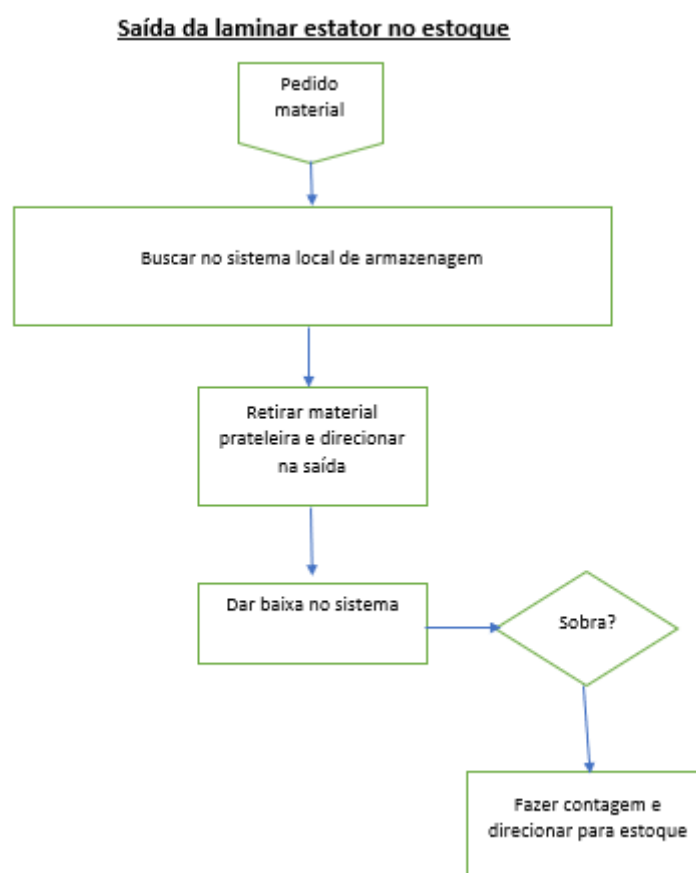 Saída da laminar estator no estoque
Pedido
material
Buscar no sistema local de armazenagem
Retirar material
prateleira e direcionar
na saída
Dar baixa no sistema
Sobra?
Fazer contagem e
direcionar para estoque